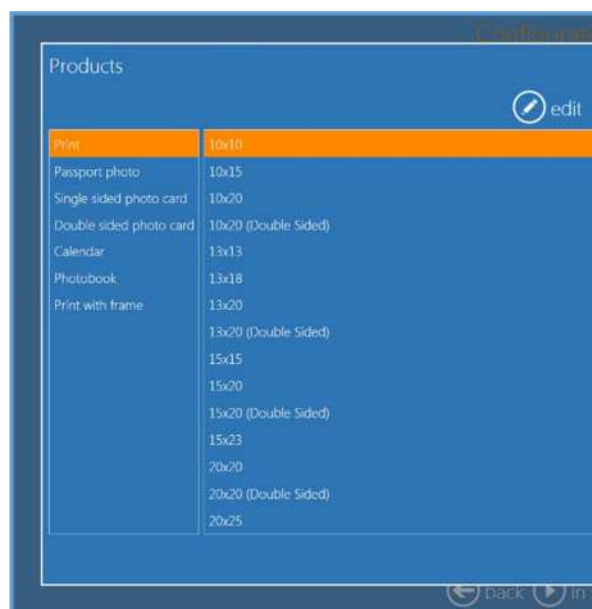 Configurat
Products
edit
Print
Passport photo
Single sided photo card
Double sided photo card
Calendar
Photobook
Print with frame
10x10
10x15
10x20
10x20 (Double Sided)
13x13
13x18
13x20
13x20 (Double Sided)
15x15
15x20
15x20 (Double Sided)
15x23
20x20
20x20 (Double Sided)
20x25
back in